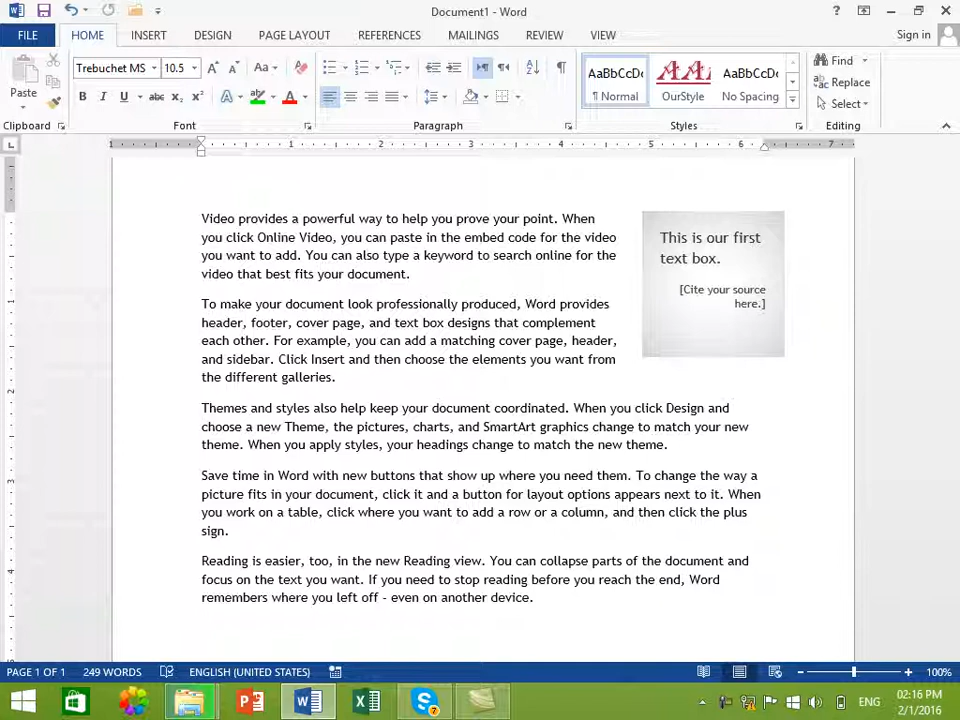 Document1 - Word
Sign in
FILE HOME INSERT DESIGN PAGE LAYOUT REFERENCES MAILINGS REVIEW VIEW
Trebuchet MS 10.5
Paste
B I U abc
AaBbCcDc AaBbCcDc
¶ Normal OurStyle No Spacing
Find
Replace
Select
Clipboard Font Paragraph Styles Editing
1 1 2 3 4 5 6 7
Video provides a powerful way to help you prove your point. When
you click Online Video, you can paste in the embed code for the video
you want to add. You can also type a keyword to search online for the
video that best fits your document.
This is our first
text box.
[Cite your source
here.]
To make your document look professionally produced, Word provides
header, footer, cover page, and text box designs that complement
each other. For example, you can add a matching cover page, header,
and sidebar. Click Insert and then choose the elements you want from
the different galleries.
Themes and styles also help keep your document coordinated. When you click Design and
choose a new Theme, the pictures, charts, and SmartArt graphics change to match your new
theme. When you apply styles, your headings change to match the new theme.
Save time in Word with new buttons that show up where you need them. To change the way a
picture fits in your document, click it and a button for layout options appears next to it. When
you work on a table, click where you want to add a row or a column, and then click the plus
sign.
Reading is easier, too, in the new Reading view. You can collapse parts of the document and
focus on the text you want. If you need to stop reading before you reach the end, Word
remembers where you left off - even on another device.
PAGE 1 OF 1 249 WORDS ENGLISH (UNITED STATES) 100%
ENG
02:16 PM
2/1/2016